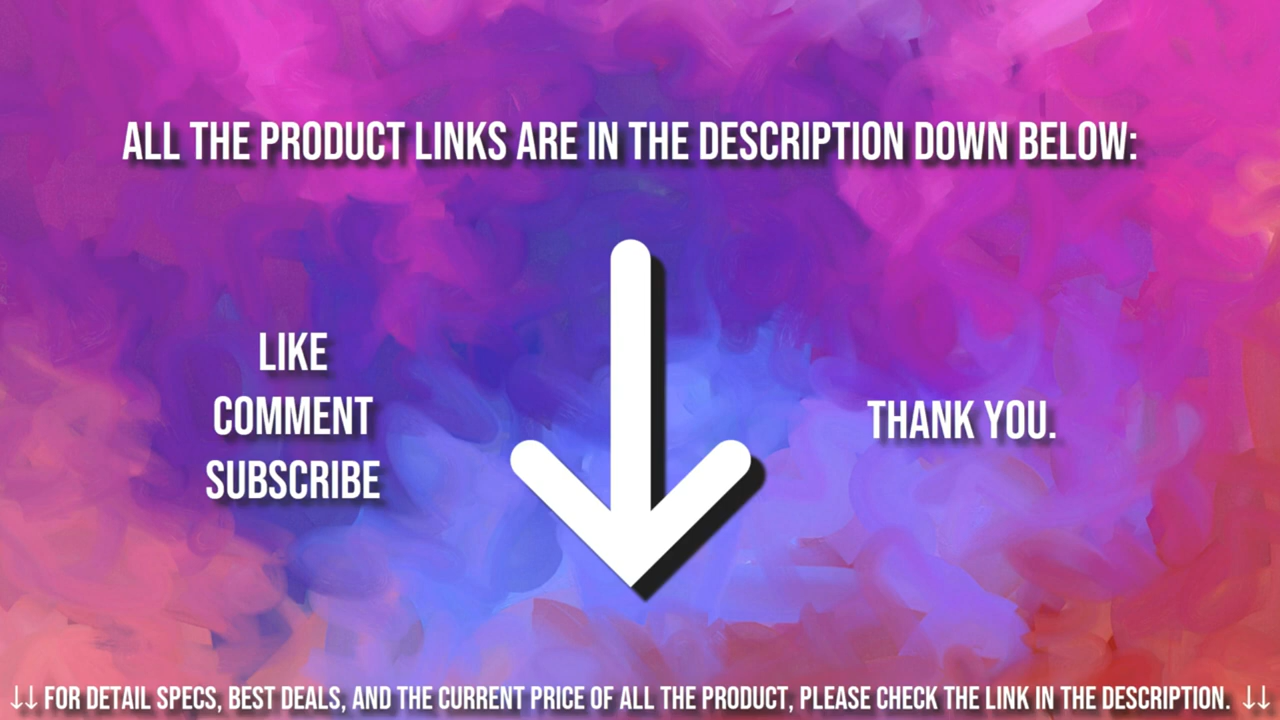 ALL THE PRODUCT LINKS ARE IN THE DESCRIPTION DOWN BELOW:
LIKE
COMMENT
SUBSCRIBE
THANK YOU.
↓↓ FOR DETAIL SPECS, BEST DEALS, AND THE CURRENT PRICE OF ALL THE PRODUCT, PLEASE CHECK THE LINK IN THE DESCRIPTION. ↓↓